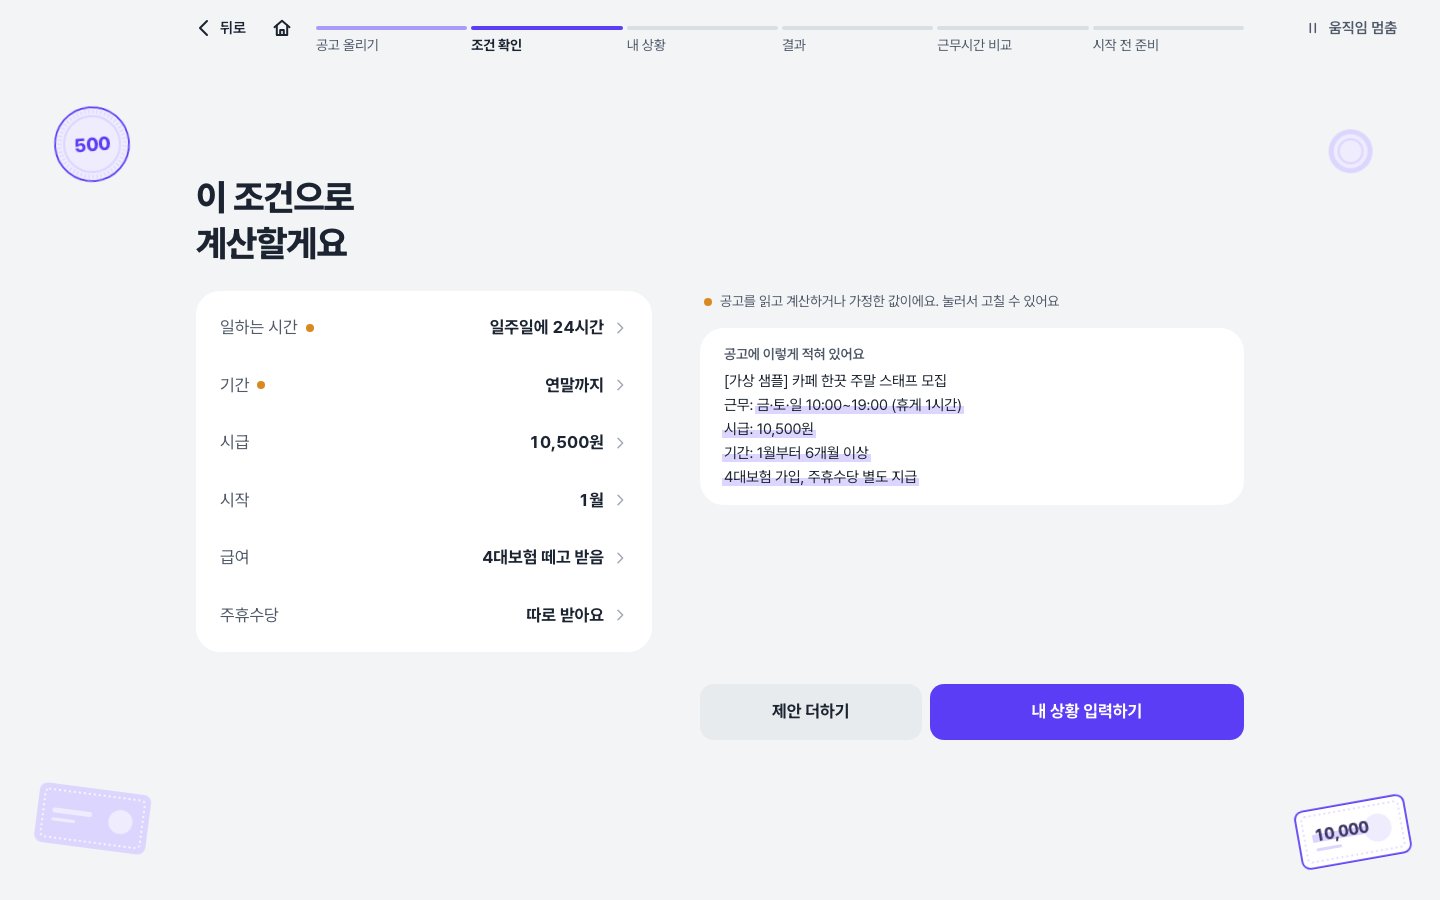 뒤로
공고 올리기
조건 확인
내 상황
결과
근무시간 비교
시작 전 준비
움직임 멈춤
500
이 조건으로
계산할게요
일하는 시간 일주일에 24시간
기간 연말까지
시급 10,500원
시작 1월
급여 4대보험 떼고 받음
주휴수당 따로 받아요
공고를 읽고 계산하거나 가정한 값이에요. 눌러서 고칠 수 있어요
공고에 이렇게 적혀 있어요
[가상 샘플] 카페 한끗 주말 스태프 모집
근무: 금·토·일 10:00~19:00 (휴게 1시간)
시급: 10,500원
기간: 1월부터 6개월 이상
4대보험 가입, 주휴수당 별도 지급
제안 더하기
내 상황 입력하기
10,000